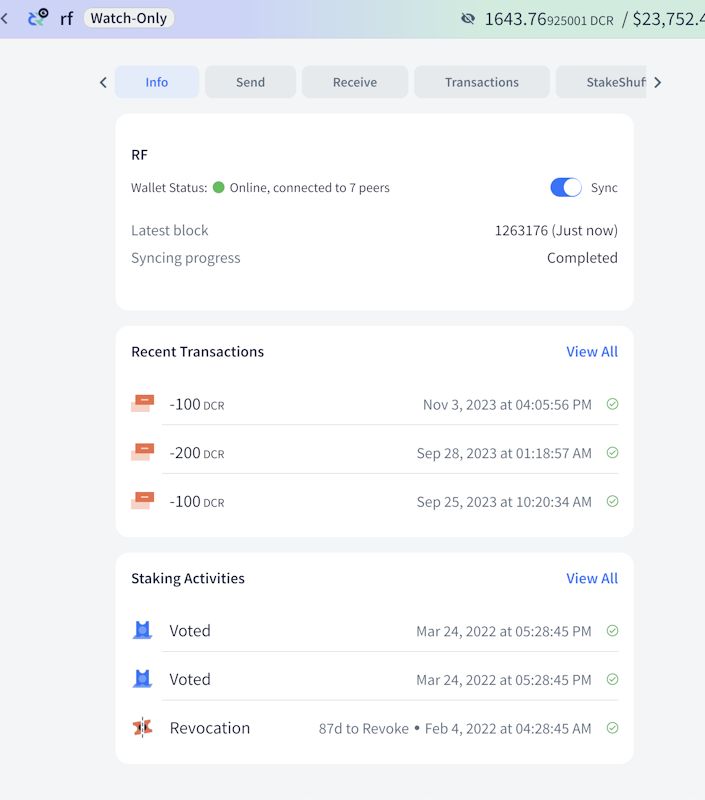 rf Watch-Only 1643.76925001 DCR / $23,752.4
Info Send Receive Transactions StakeShuf
RF
Wallet Status: Online, connected to 7 peers Sync
Latest block 1263176 (Just now)
Syncing progress Completed
Recent Transactions View All
-100 DCR Nov 3, 2023 at 04:05:56 PM
-200 DCR Sep 28, 2023 at 01:18:57 AM
-100 DCR Sep 25, 2023 at 10:20:34 AM
Staking Activities View All
Voted Mar 24, 2022 at 05:28:45 PM
Voted Mar 24, 2022 at 05:28:45 PM
Revocation 87d to Revoke • Feb 4, 2022 at 04:28:45 AM